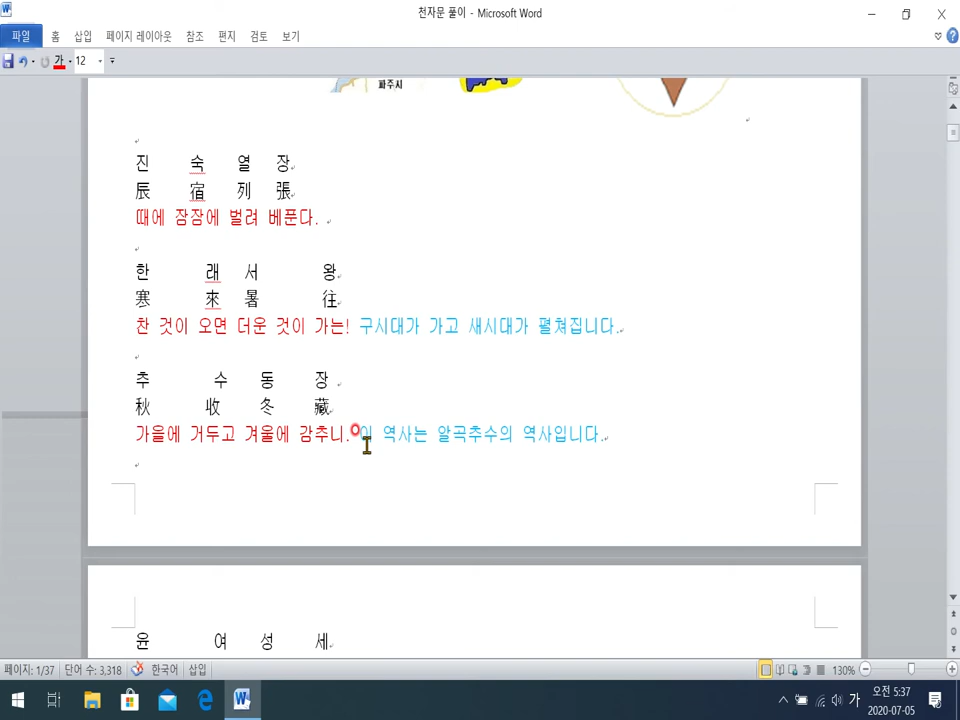 천자문 풀이 - Microsoft Word
파일 홈 삽입 페이지 레이아웃 참조 편지 검토 보기
가 12
파주시
진 숙 열 장
辰 宿 列 張
때에 잠잠에 벌려 베푼다.
한 래 서 왕
寒 來 暑 往
찬 것이 오면 더운 것이 가는! 구시대가 가고 새시대가 펼쳐집니다.
추 수 동 장
秋 收 冬 藏
가을에 거두고 겨울에 감추니. 이 역사는 알곡추수의 역사입니다.
윤 여 성 세
페이지: 1/37 단어 수: 3,318 한국어 삽입 130%
가 오전 5:37
2020-07-05